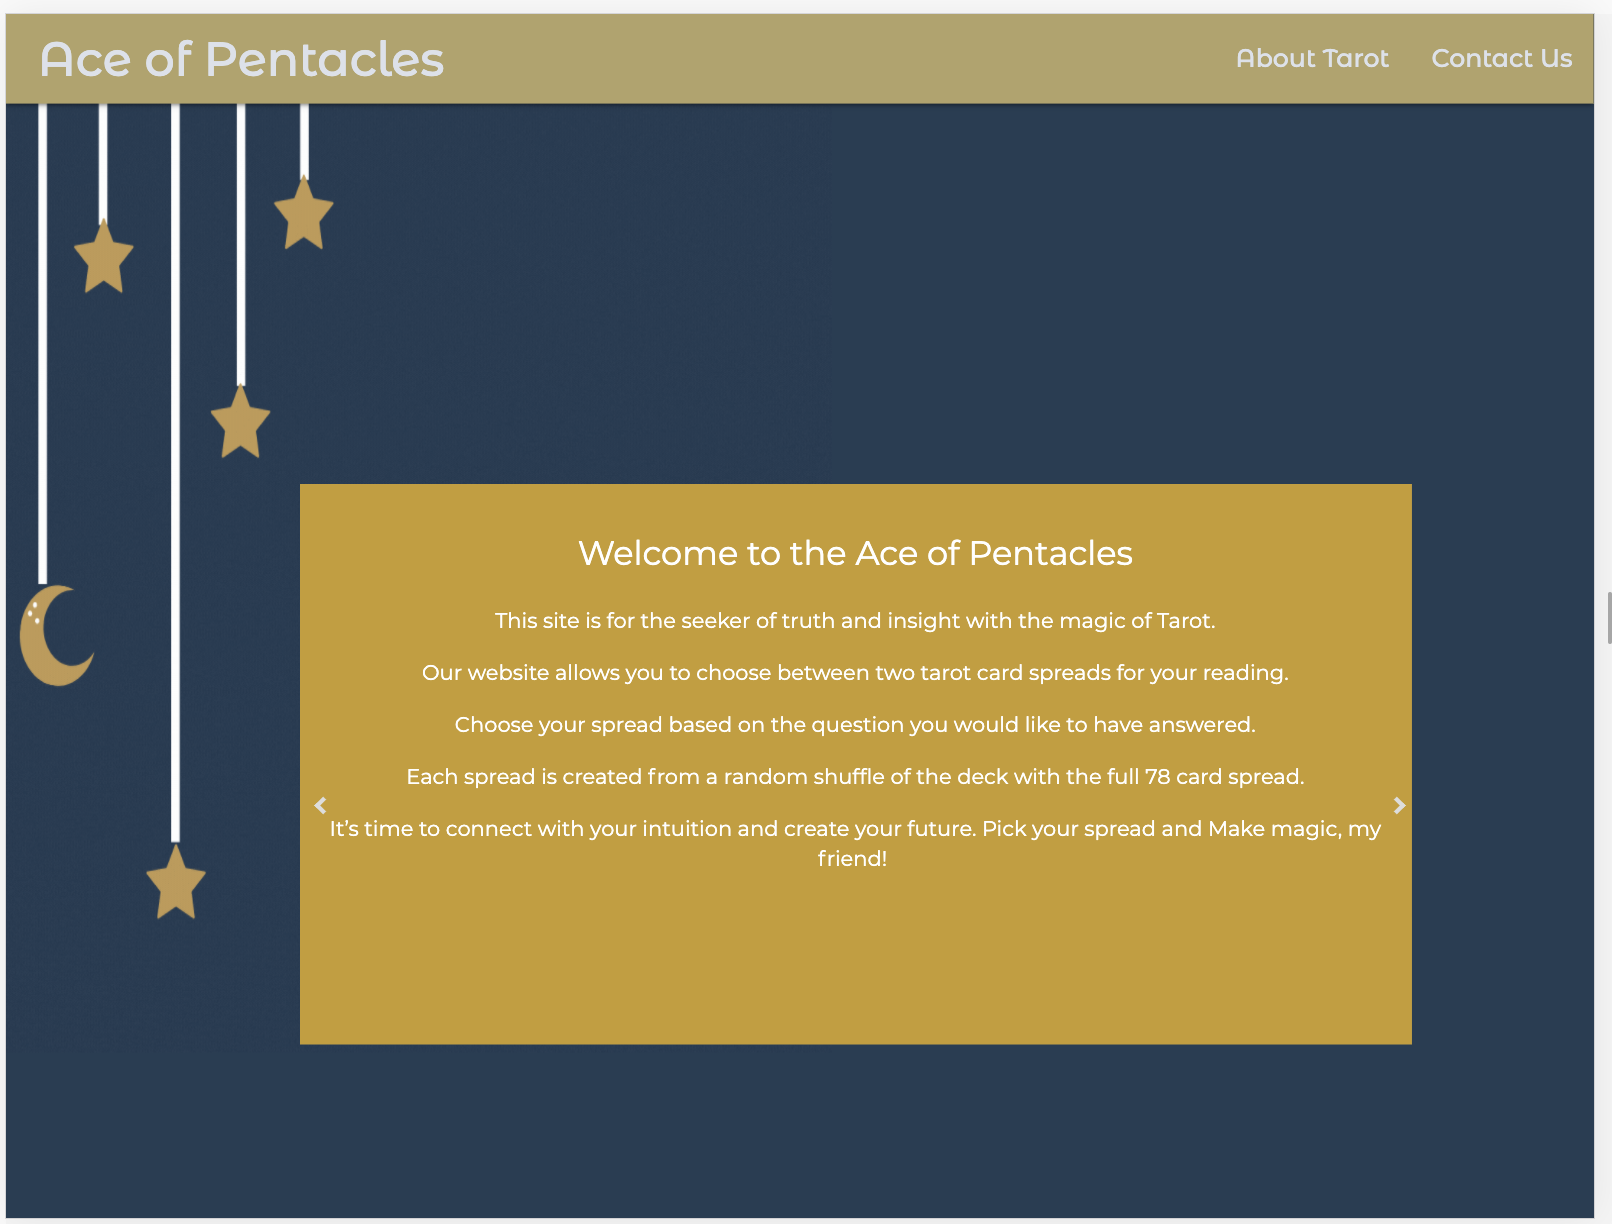 Ace of Pentacles
About Tarot
Contact Us
Welcome to the Ace of Pentacles
This site is for the seeker of truth and insight with the magic of Tarot.
Our website allows you to choose between two tarot card spreads for your reading.
Choose your spread based on the question you would like to have answered.
Each spread is created from a random shuffle of the deck with the full 78 card spread.
It’s time to connect with your intuition and create your future. Pick your spread and Make magic, my
friend!